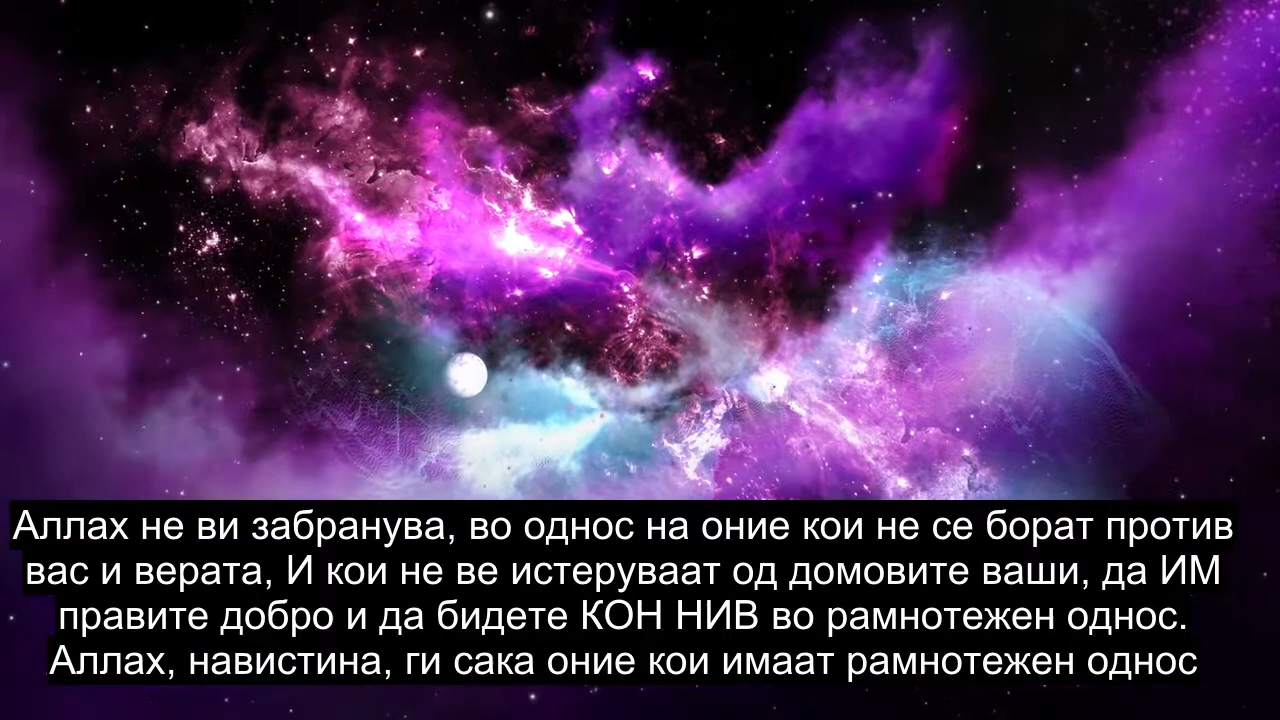 Аллах не ви забранува, во однос на оние кои не се борат против
вас и верата, И кои не ве истеруваат од домовите ваши, да ИМ
правите добро и да бидете КОН НИВ во рамнотежен однос.
Аллах, навистина, ги сака оние кои имаат рамнотежен однос